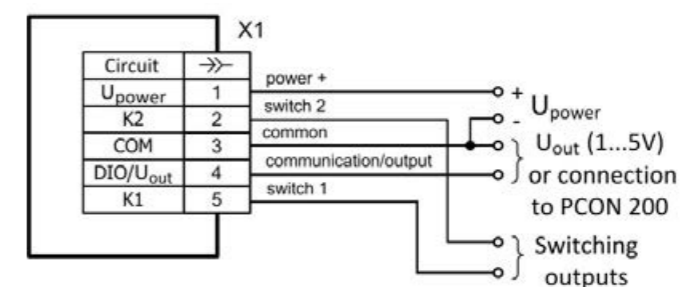 X1
Circuit
Upower 1 power +
K2 2 switch 2
COM 3 common
DIO/Uout 4 communication/output
K1 5 switch 1
+
- Upower
Uout (1...5V)
or connection
to PCON 200
Switching
outputs